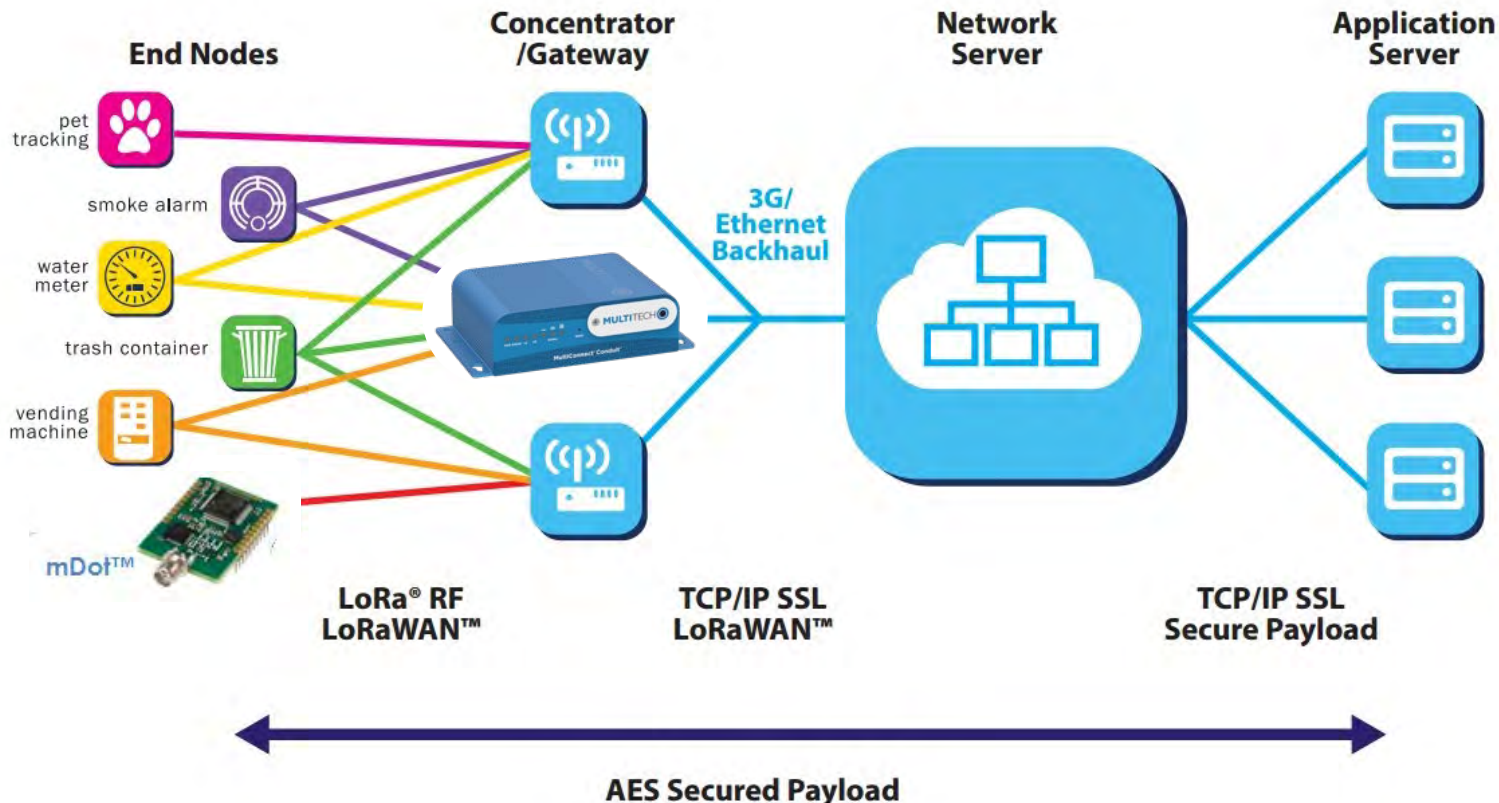 Concentrator
/Gateway
Network
Server
Application
Server
End Nodes
pet
tracking
smoke alarm
water
meter
trash container
vending
machine
3G/
Ethernet
Backhaul
MULTITECH
MultiConnect Conduit
mDot™
LoRa® RF
LoRaWAN™
TCP/IP SSL
LoRaWAN™
TCP/IP SSL
Secure Payload
AES Secured Payload